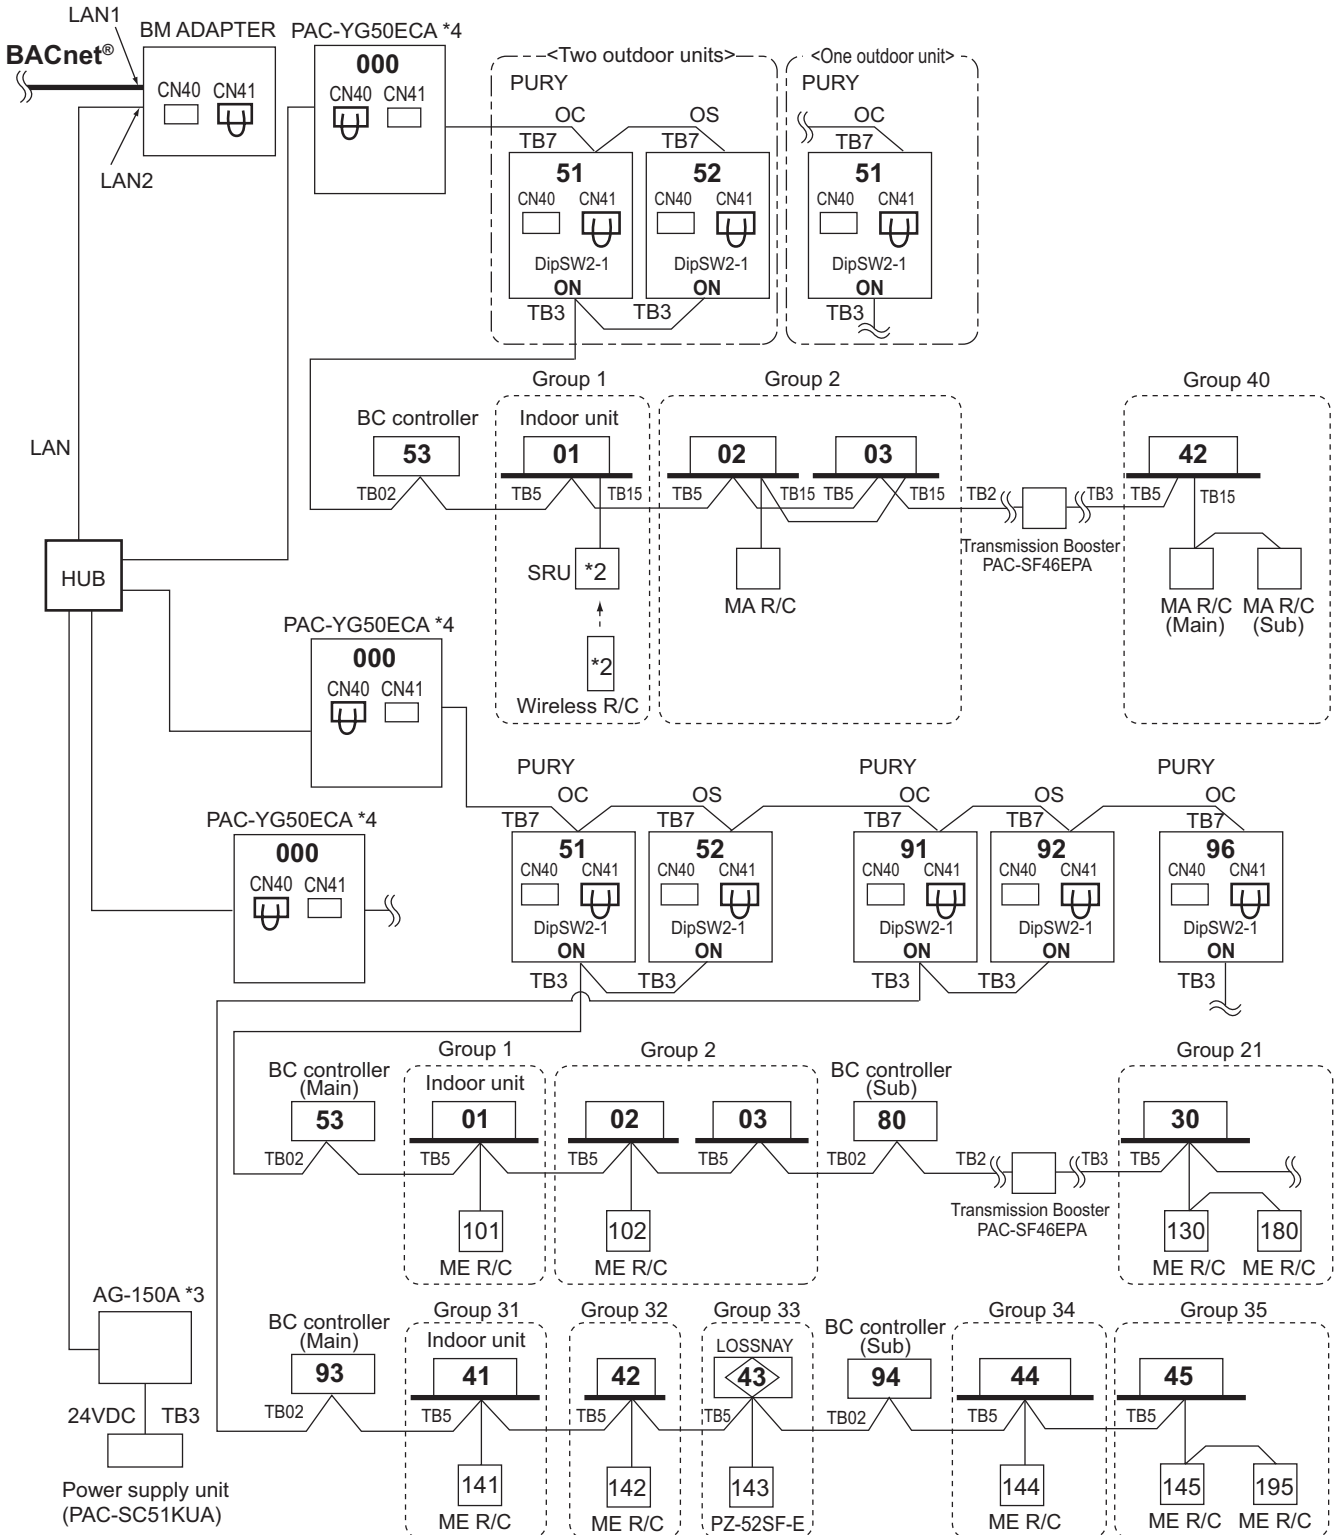 LAN1
BACnet®
BM ADAPTER
CN40 CN41
LAN2
PAC-YG50ECA *4
000
CN40 CN41
<Two outdoor units>
PURY
OC OS
TB7 TB7
51 52
CN40 CN41 CN40 CN41
DipSW2-1 DipSW2-1
ON ON
TB3 TB3
<One outdoor unit>
PURY
OC
TB7
51
CN40 CN41
DipSW2-1
ON
TB3
LAN
HUB
BC controller
53
TB02
Group 1
Indoor unit
01
TB5 TB15
SRU *2
*2
Wireless R/C
Group 2
02 03
TB5 TB15 TB5 TB15
MA R/C
TB2 TB3
Transmission Booster
PAC-SF46EPA
Group 40
42
TB5 TB15
MA R/C MA R/C
(Main) (Sub)
PAC-YG50ECA *4
000
CN40 CN41
PAC-YG50ECA *4
000
CN40 CN41
PURY PURY PURY
OC OS OC OS OC
TB7 TB7 TB7 TB7 TB7
51 52 91 92 96
CN40 CN41 CN40 CN41 CN40 CN41 CN40 CN41 CN40 CN41
DipSW2-1 DipSW2-1 DipSW2-1 DipSW2-1 DipSW2-1
ON ON ON ON ON
TB3 TB3 TB3 TB3 TB3
BC controller
(Main)
53
TB02
Group 1
Indoor unit
01
TB5
101
ME R/C
Group 2
02 03
TB5 TB5
102
ME R/C
BC controller
(Sub)
80
TB02
TB2 TB3
Transmission Booster
PAC-SF46EPA
Group 21
30
TB5
130 180
ME R/C ME R/C
AG-150A *3
24VDC TB3
Power supply unit
(PAC-SC51KUA)
BC controller
(Main)
93
TB02
Group 31
Indoor unit
41
TB5
141
ME R/C
Group 32
42
TB5
142
ME R/C
Group 33
LOSSNAY
43
TB5
143
PZ-52SF-E
BC controller
(Sub)
94
TB02
Group 34
44
TB5
144
ME R/C
Group 35
45
TB5
145 195
ME R/C ME R/C